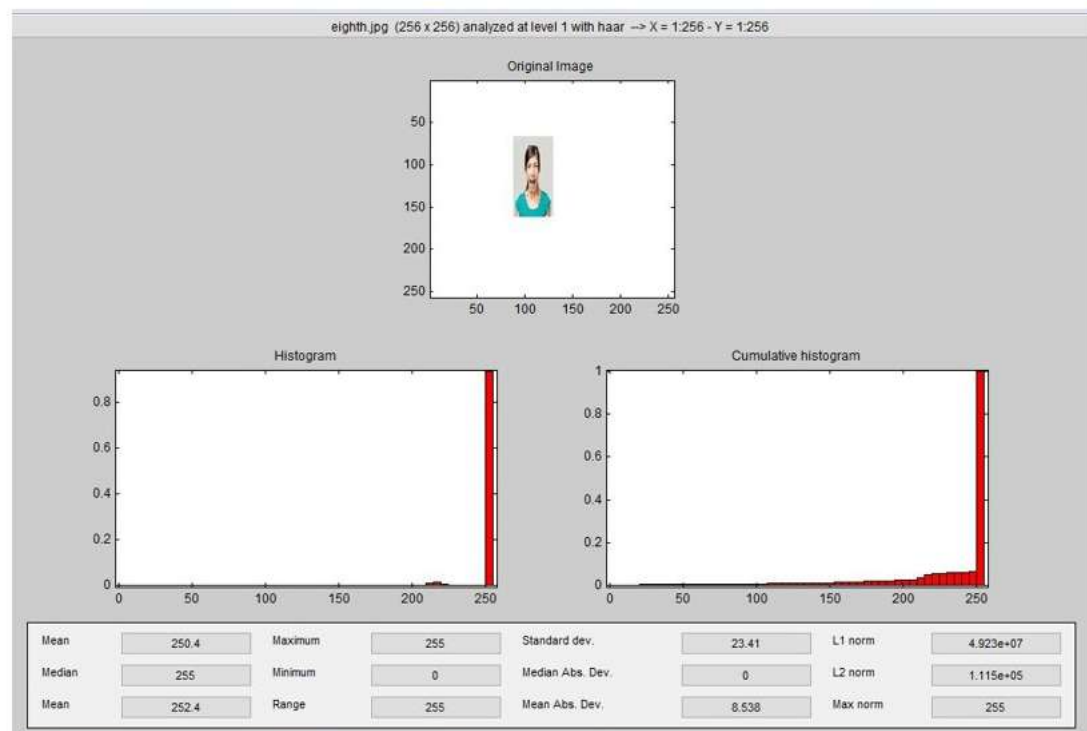 eighth.jpg (256 x 256) analyzed at level 1 with haar --> X = 1:256 - Y = 1:256
Original Image
50
100
150
200
250
50 100 150 200 250
Histogram
0.8
0.6
0.4
0.2
0
0 50 100 150 200 250
Cumulative histogram
1
0.8
0.6
0.4
0.2
0
0 50 100 150 200 250
Mean 250.4 Maximum 255 Standard dev. 23.41 L1 norm 4.923e+07
Median 255 Minimum 0 Median Abs. Dev. 0 L2 norm 1.115e+05
Mean 252.4 Range 255 Mean Abs. Dev. 8.538 Max norm 255